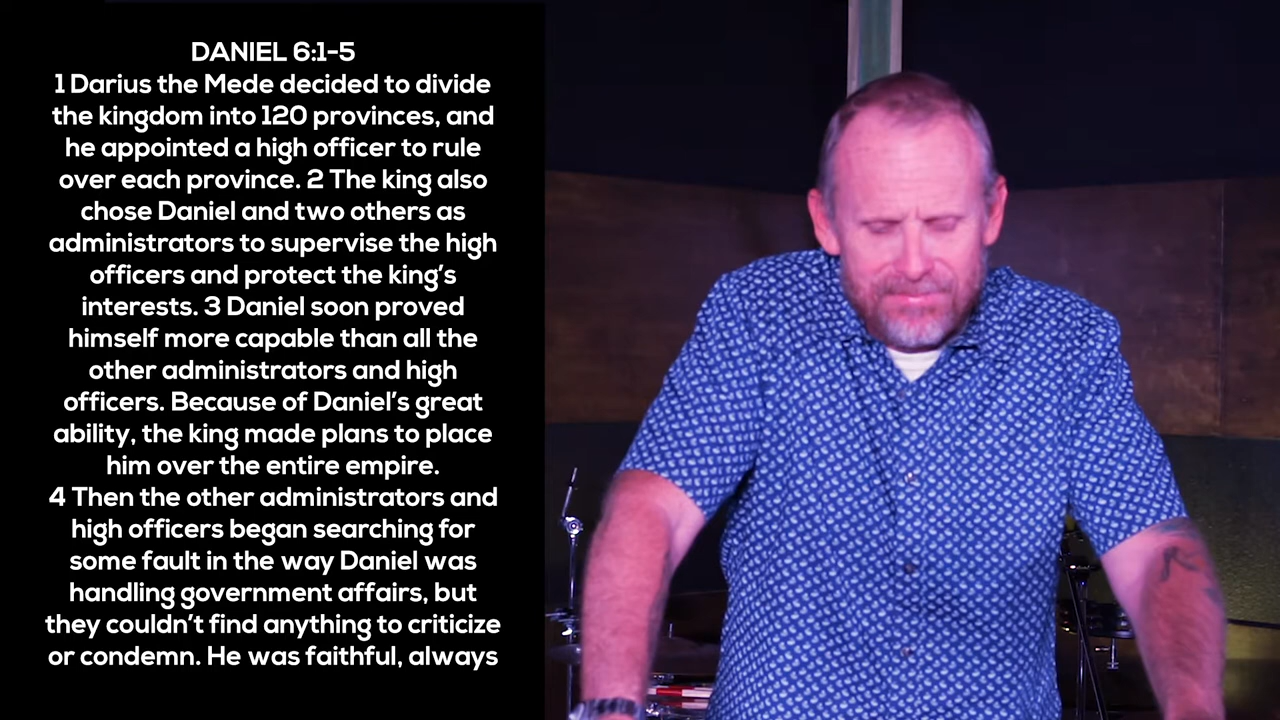 DANIEL 6:1-5
1 Darius the Mede decided to divide
the kingdom into 120 provinces, and
he appointed a high officer to rule
over each province. 2 The king also
chose Daniel and two others as
administrators to supervise the high
officers and protect the king's
interests. 3 Daniel soon proved
himself more capable than all the
other administrators and high
officers. Because of Daniel's great
ability, the king made plans to place
him over the entire empire.
4 Then the other administrators and
high officers began searching for
some fault in the way Daniel was
handling government affairs, but
they couldn't find anything to criticize
or condemn. He was faithful, always